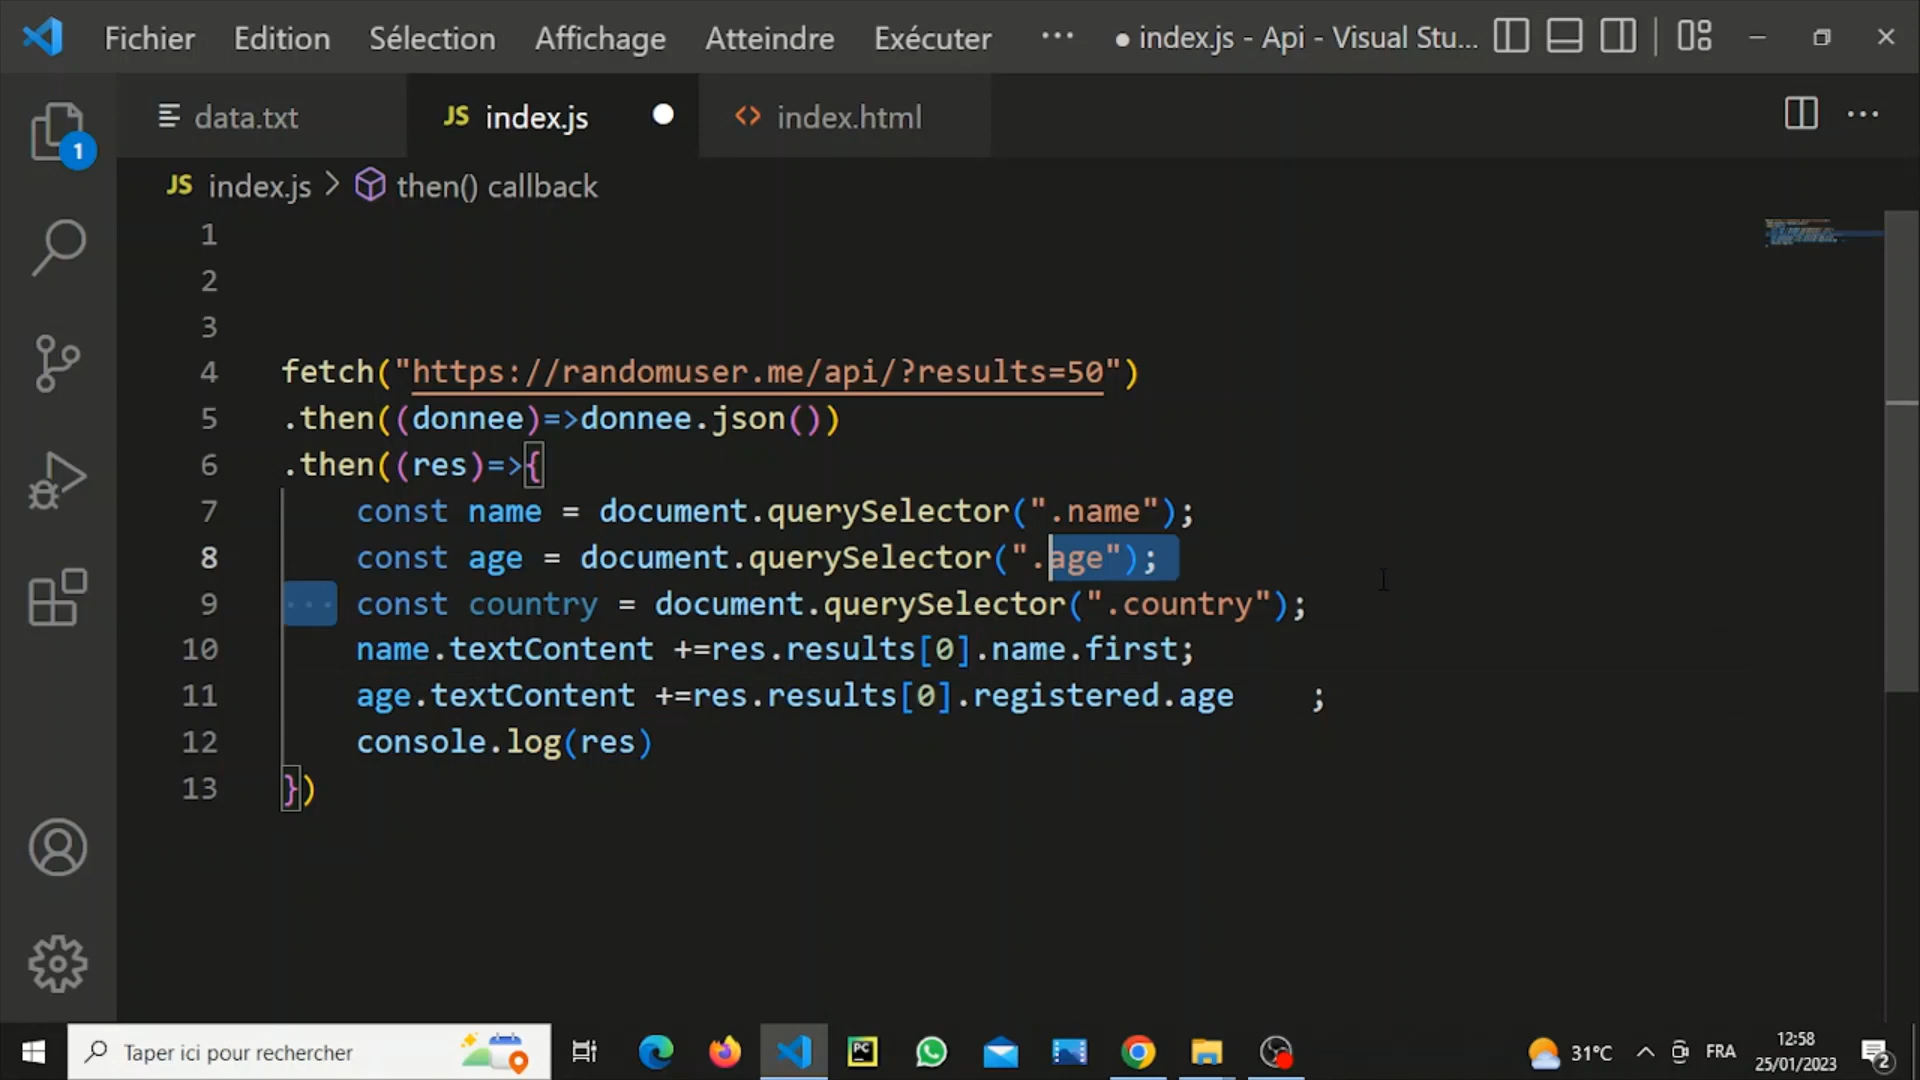 Fichier Edition Sélection Affichage Atteindre Exécuter ··· ● index.js - Api - Visual Stu...
data.txt JS index.js ● <> index.html ···
1
JS index.js > then() callback
1
2
3
4 fetch("https://randomuser.me/api/?results=50")
5 .then((donnee)=>donnee.json())
6 .then((res)=>{
7 const name = document.querySelector(".name");
8 const age = document.querySelector(".age");
9 const country = document.querySelector(".country");
10 name.textContent +=res.results[0].name.first;
11 age.textContent +=res.results[0].registered.age ;
12 console.log(res)
13 })
Taper ici pour rechercher PC 31°C FRA 12:58
25/01/2023 2